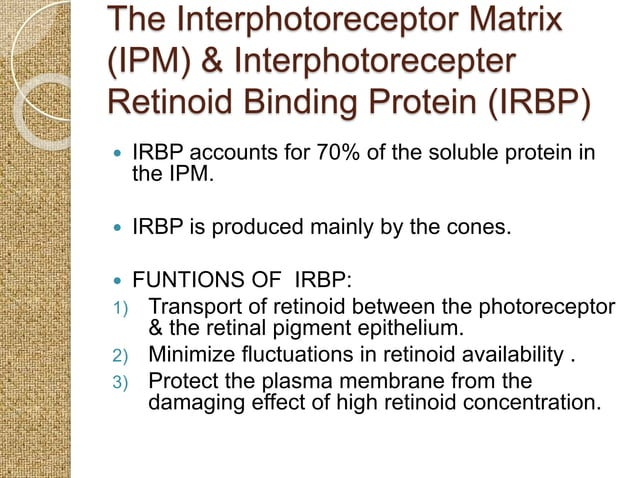 The Interphotoreceptor Matrix
(IPM) & Interphotorecepter
Retinoid Binding Protein (IRBP)
• IRBP accounts for 70% of the soluble protein in
the IPM.
• IRBP is produced mainly by the cones.
• FUNTIONS OF  IRBP:
1) Transport of retinoid between the photoreceptor
& the retinal pigment epithelium.
2) Minimize fluctuations in retinoid availability .
3) Protect the plasma membrane from the
damaging effect of high retinoid concentration.